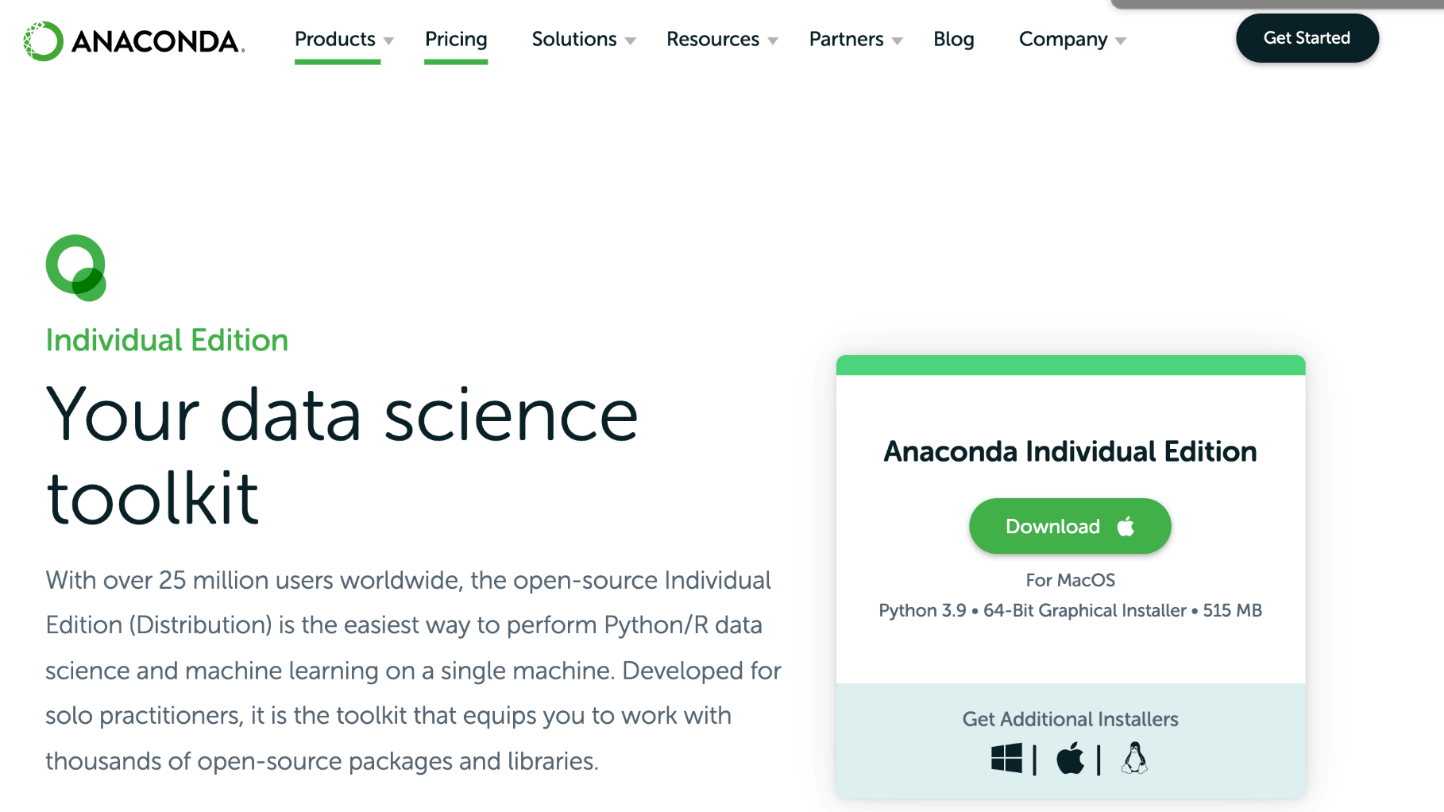 ANACONDA.
Products
Pricing
Solutions
Resources
Partners
Blog
Company
Get Started
Individual Edition
Your data science
toolkit
With over 25 million users worldwide, the open-source Individual
Edition (Distribution) is the easiest way to perform Python/R data
science and machine learning on a single machine. Developed for
solo practitioners, it is the toolkit that equips you to work with
thousands of open-source packages and libraries.
Anaconda Individual Edition
Download
For MacOS
Python 3.9 • 64-Bit Graphical Installer • 515 MB
Get Additional Installers
| |